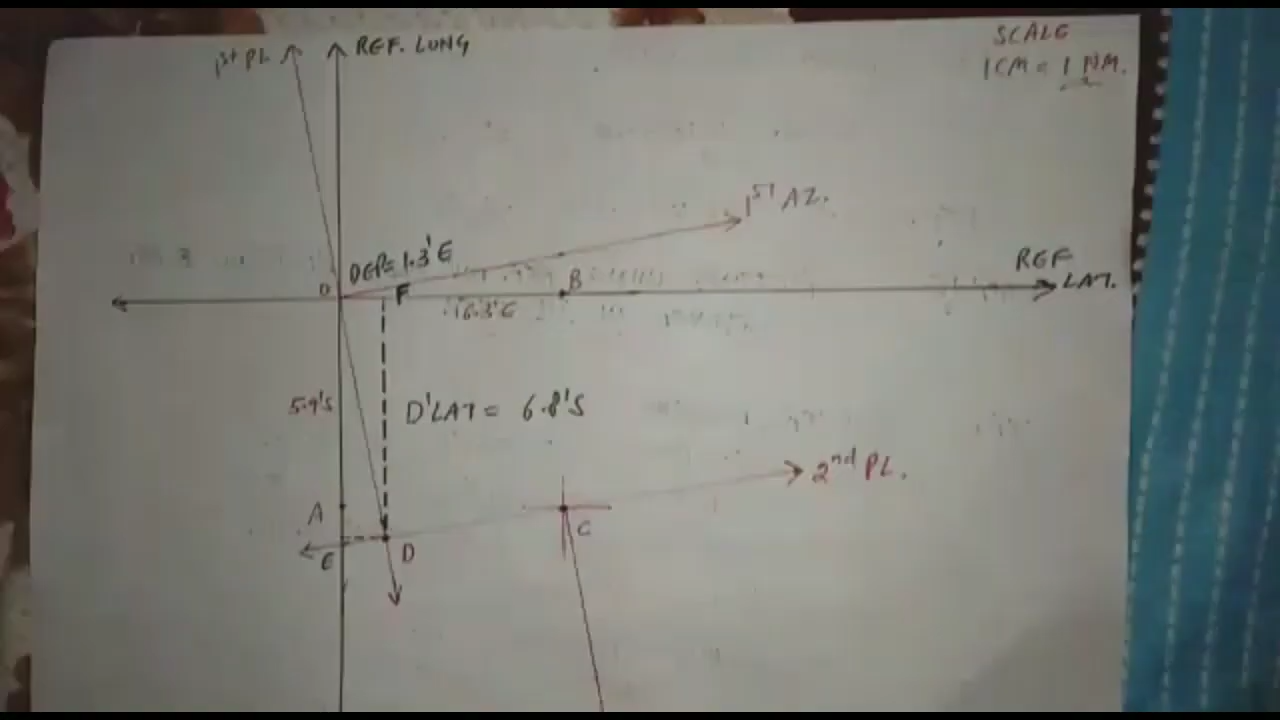 1st PL
REF. LONG
SCALE
1CM = 1 NM.
1ST AZ.
DEP = 1.3'E
REF
LAT.
O
F
B
6.3'E
5.9'S
D'LAT = 6.8'S
2nd PL.
A
C
E
D